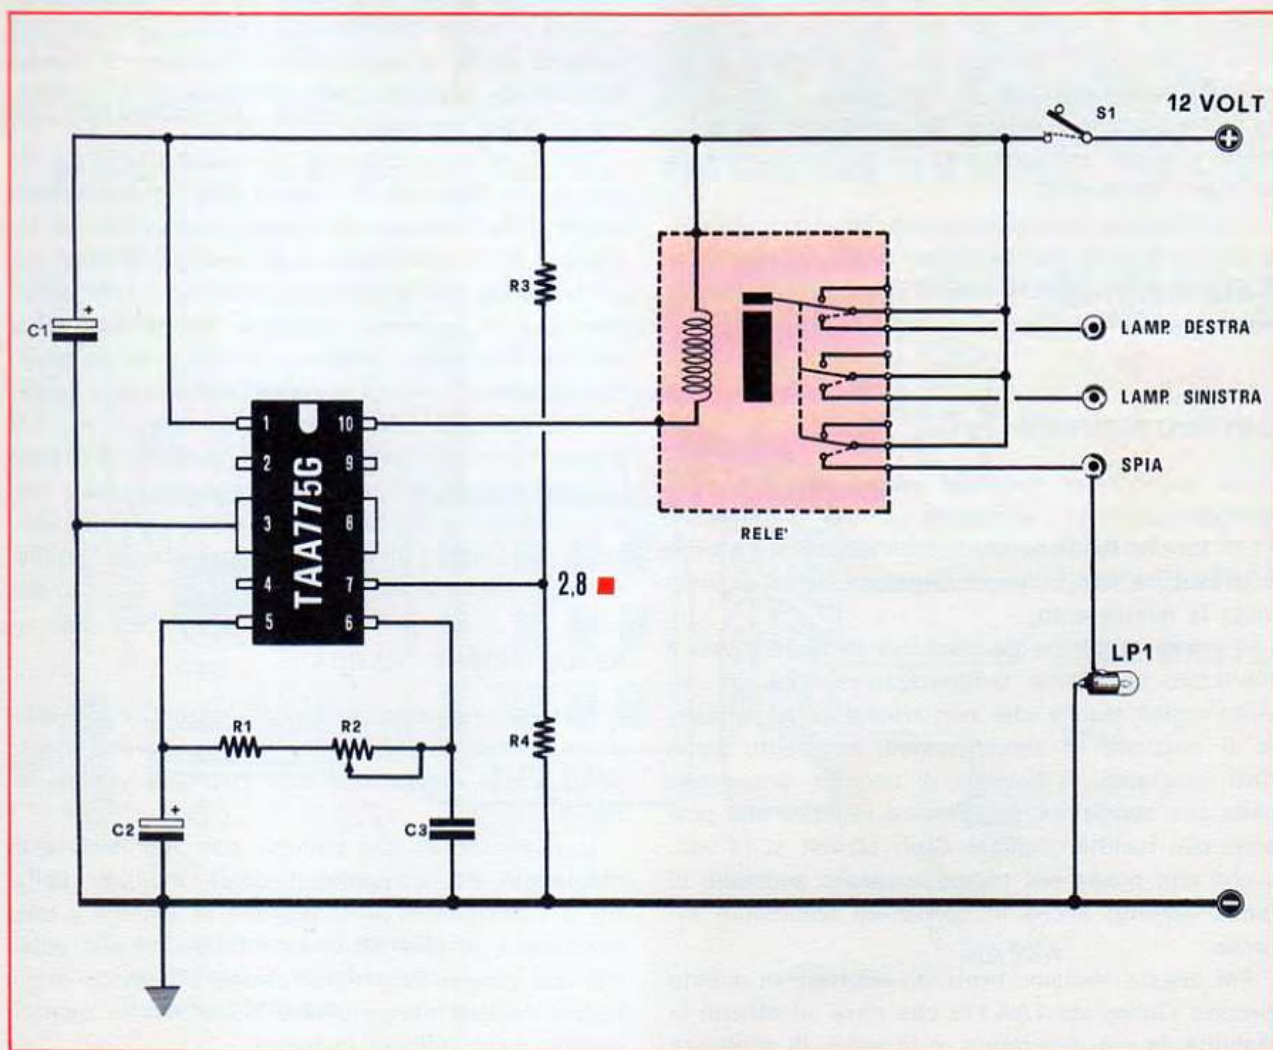 12 VOLT
S1
R3
C1
LAMP. DESTRA
LAMP. SINISTRA
SPIA
RELE'
TAA775G
1
2
3
4
5
10
9
8
7
6
2,8
LP1
R1
R2
R4
C2
C3